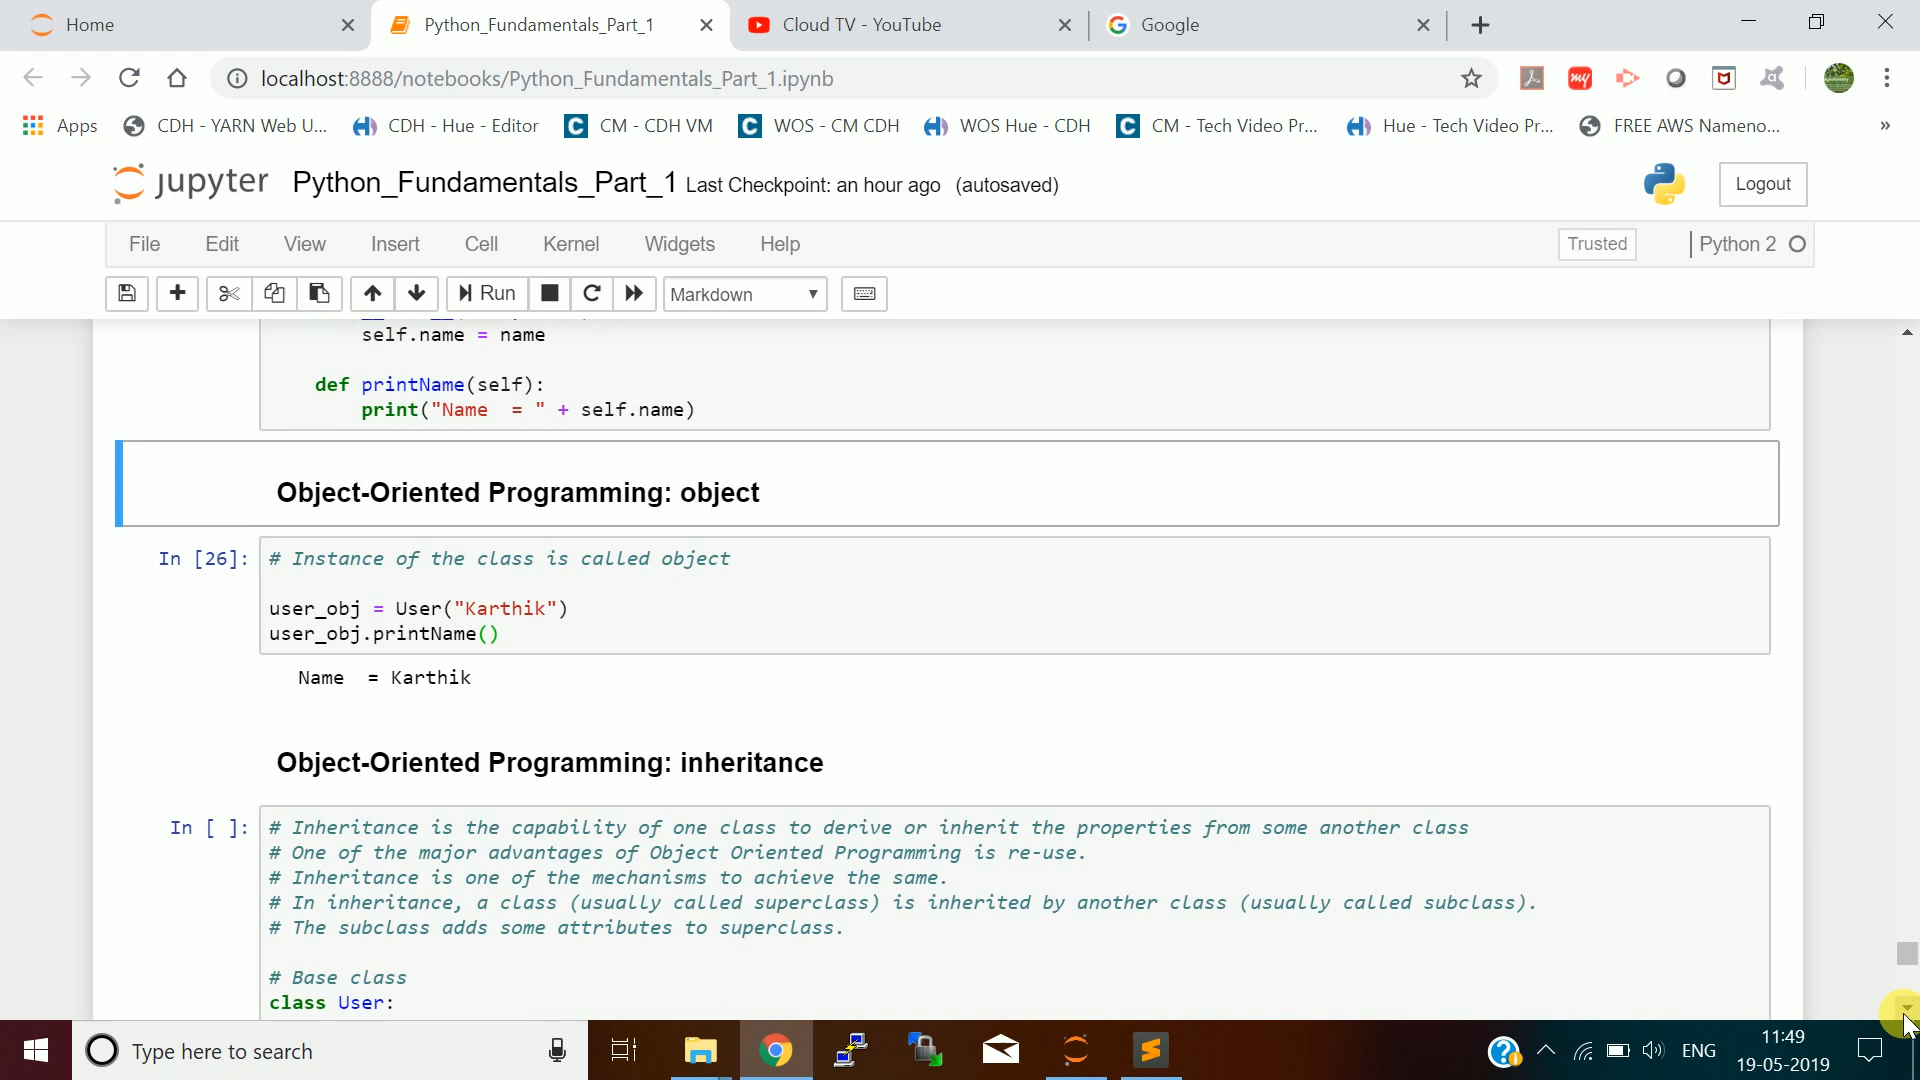 Home
Python_Fundamentals_Part_1
Cloud TV - YouTube
Google
localhost:8888/notebooks/Python_Fundamentals_Part_1.ipynb
Apps
CDH - YARN Web U...
CDH - Hue - Editor
CM - CDH VM
WOS - CM CDH
WOS Hue - CDH
CM - Tech Video Pr...
Hue - Tech Video Pr...
FREE AWS Nameno...
»
jupyter Python_Fundamentals_Part_1 Last Checkpoint: an hour ago (autosaved)
Logout
File Edit View Insert Cell Kernel Widgets Help
Trusted
Python 2
Run
Markdown
self.name = name
def printName(self):
print("Name  = " + self.name)
Object-Oriented Programming: object
In [26]:
# Instance of the class is called object
user_obj = User("Karthik")
user_obj.printName()
Name  = Karthik
Object-Oriented Programming: inheritance
In [ ]:
# Inheritance is the capability of one class to derive or inherit the properties from some another class
# One of the major advantages of Object Oriented Programming is re-use.
# Inheritance is one of the mechanisms to achieve the same.
# In inheritance, a class (usually called superclass) is inherited by another class (usually called subclass).
# The subclass adds some attributes to superclass.
# Base class
class User:
Type here to search
ENG
11:49
19-05-2019